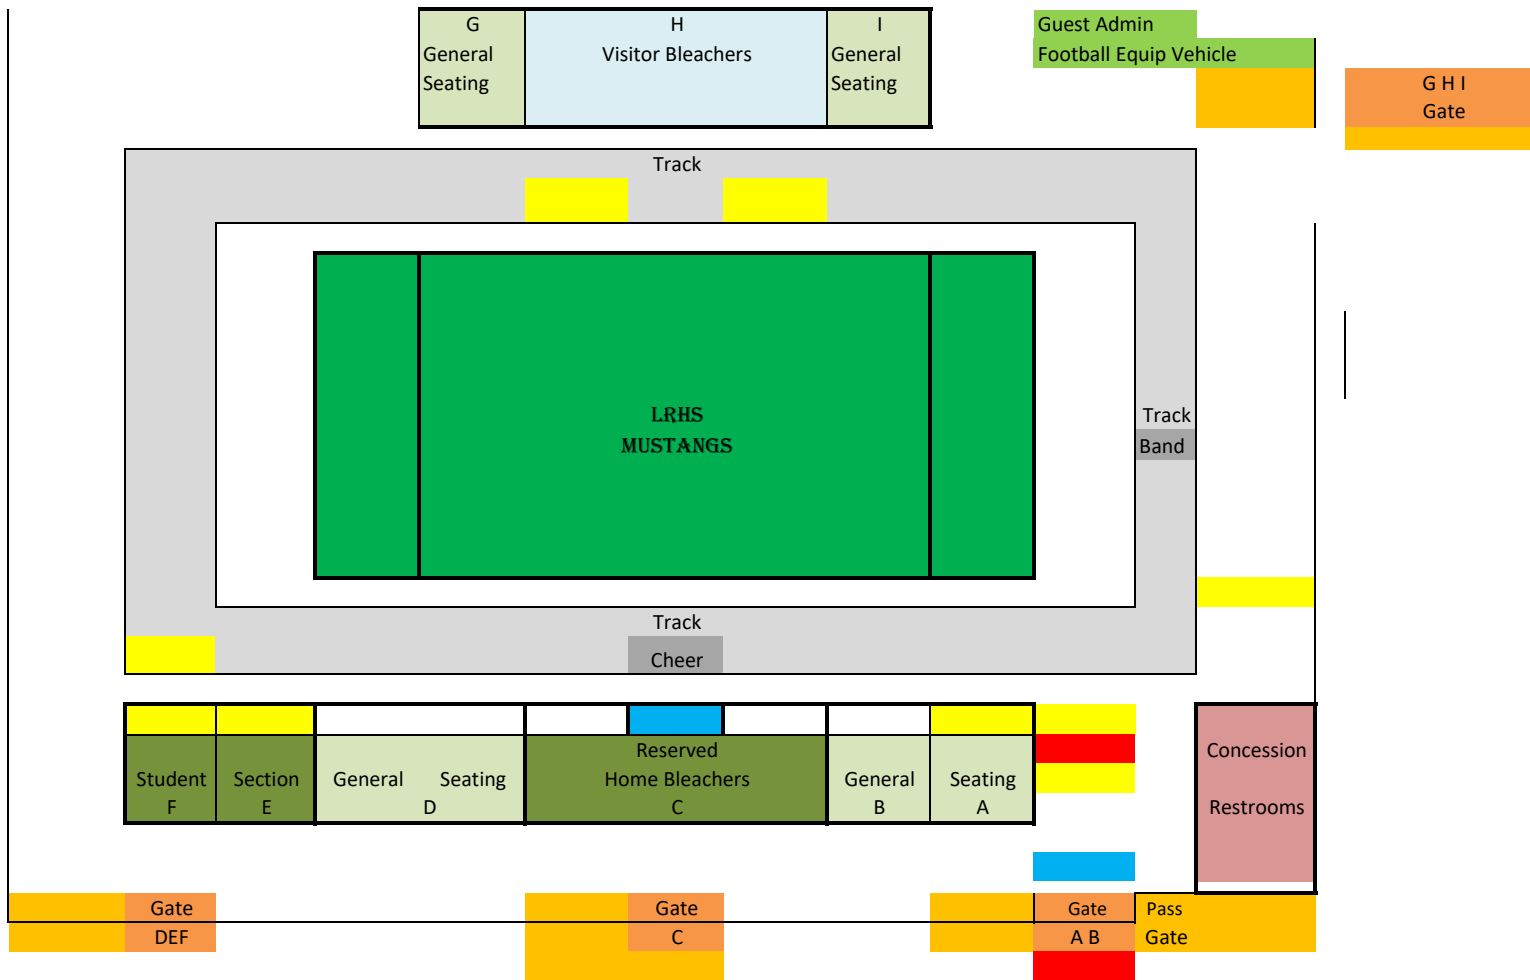 G
General
Seating
H
Visitor Bleachers
I
General
Seating
Guest Admin
Football Equip Vehicle
G H I
Gate
Track
LRHS
MUSTANGS
Track
Band
Track
Cheer
Student
F
Section
E
General Seating
D
Reserved
Home Bleachers
C
General
B
Seating
A
Concession
Restrooms
Gate
DEF
Gate
C
Gate
A B
Pass
Gate